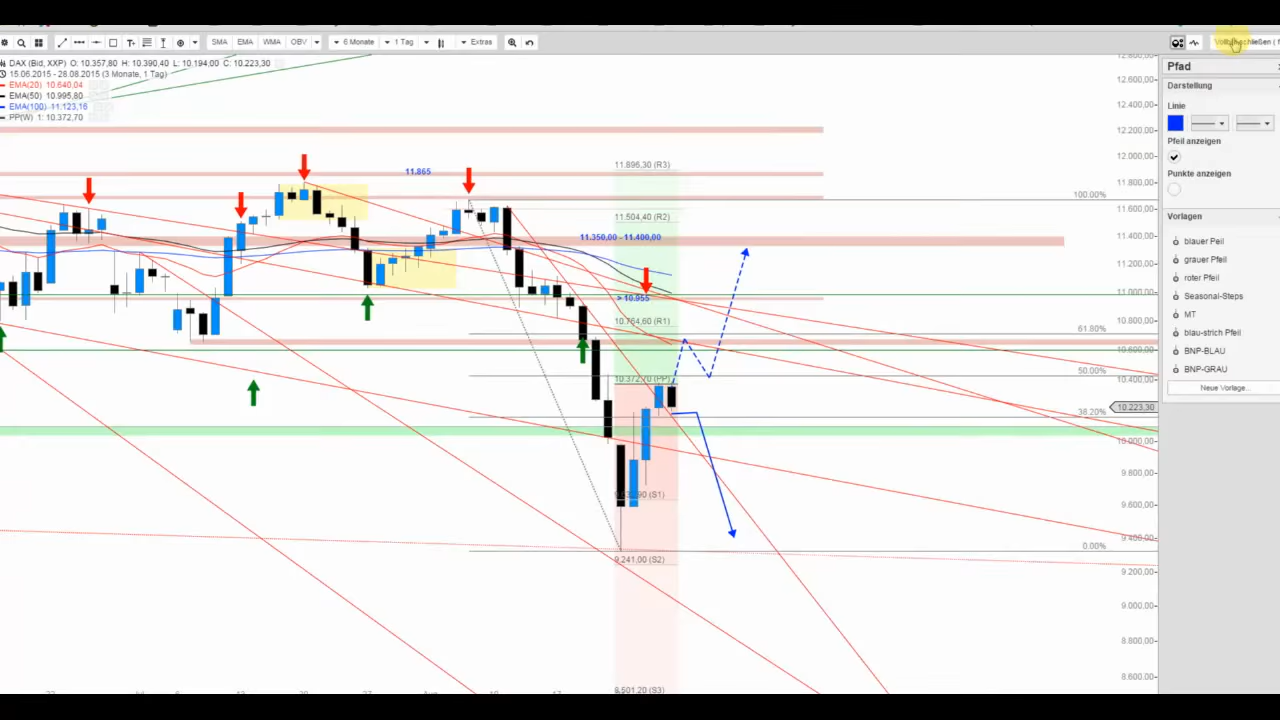 SMA EMA WMA OBV 6 Monate 1 Tag Extras
DAX (Bid, XXP) O: 10.357,80 H: 10.390,40 L: 10.194,00 C: 10.223,30
15.06.2015 - 28.08.2015 (3 Monate, 1 Tag)
EMA(20) 10.640,04
EMA(50) 10.995,80
EMA(100) 11.123,16
PP(W) 1: 10.372,70
11.896,30 (R3)
11.865
100.00%
11.504,40 (R2)
11.350,00 - 11.400,00
> 10.955
10.764,60 (R1)
61.80%
50.00%
10.372,70 (PP)
38.20%
(S1)
0.00%
9.241,00 (S2)
8.501,20 (S3)
12.600,00
12.400,00
12.200,00
12.000,00
11.800,00
11.600,00
11.400,00
11.200,00
11.000,00
10.800,00
10.600,00
10.400,00
10.223,30
10.000,00
9.800,00
9.600,00
9.400,00
9.200,00
9.000,00
8.800,00
8.600,00
Pfad
Darstellung
Linie
Pfeil anzeigen
Punkte anzeigen
Vorlagen
blauer Peil
grauer Pfeil
roter Pfeil
Seasonal-Steps
MT
blau-strich Pfeil
BNP-BLAU
BNP-GRAU
Neue Vorlage...